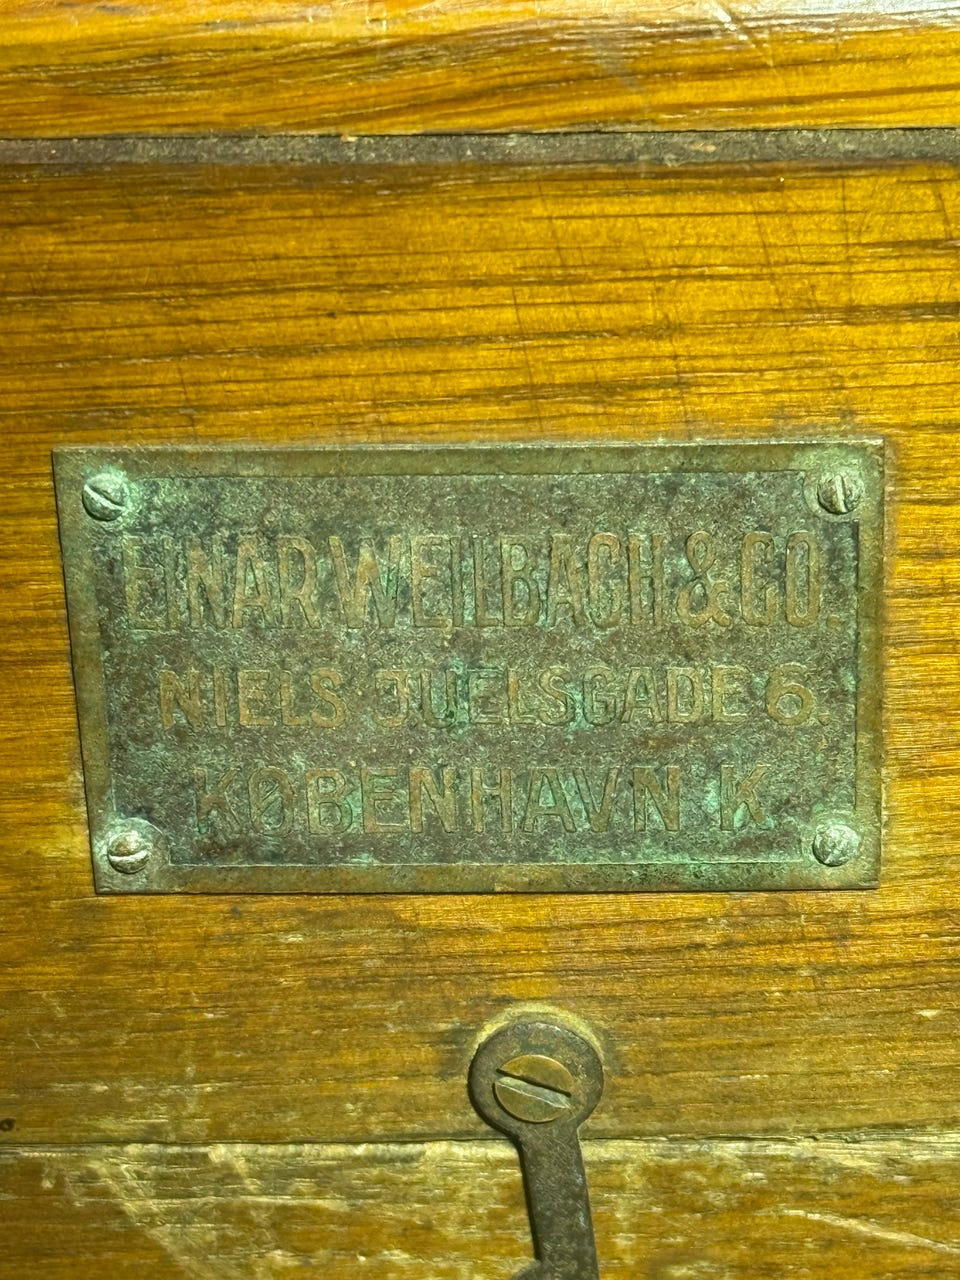 EINAR WEILBACH & CO.
NIELS JUELSGADE 6.
KØBENHAVN K